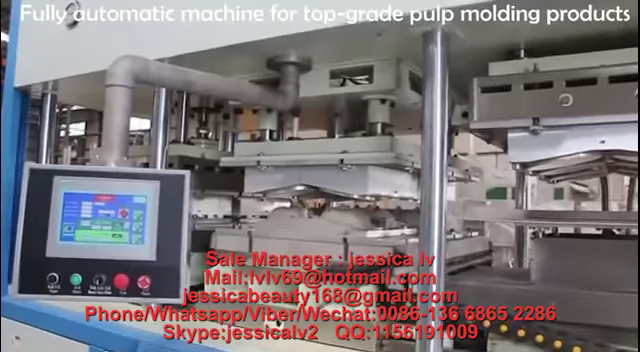 Fully automatic machine for top-grade pulp molding products
Sale Manager : jessica lv
Mail:lvlv69@hotmail.com
jessicabeauty168@gmail.com
Phone/Whatsapp/Viber/Wechat:0086-136 6865 2286
Skype:jessicalv2 QQ:1156191009